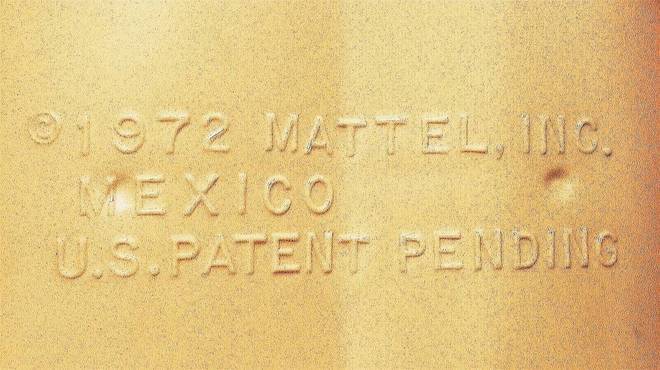 ©1972 MATTEL, INC.
MEXICO
U.S. PATENT PENDING